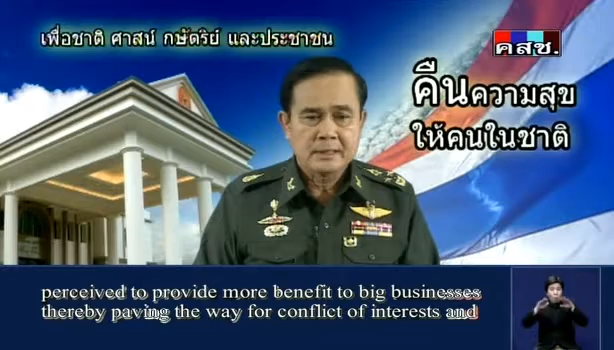 เพื่อชาติ ศาสน์ กษัตริย์ และประชาชน
คสช.
คืนความสุข
ให้คนในชาติ
perceived to provide more benefit to big businesses
thereby paving the way for conflict of interests and